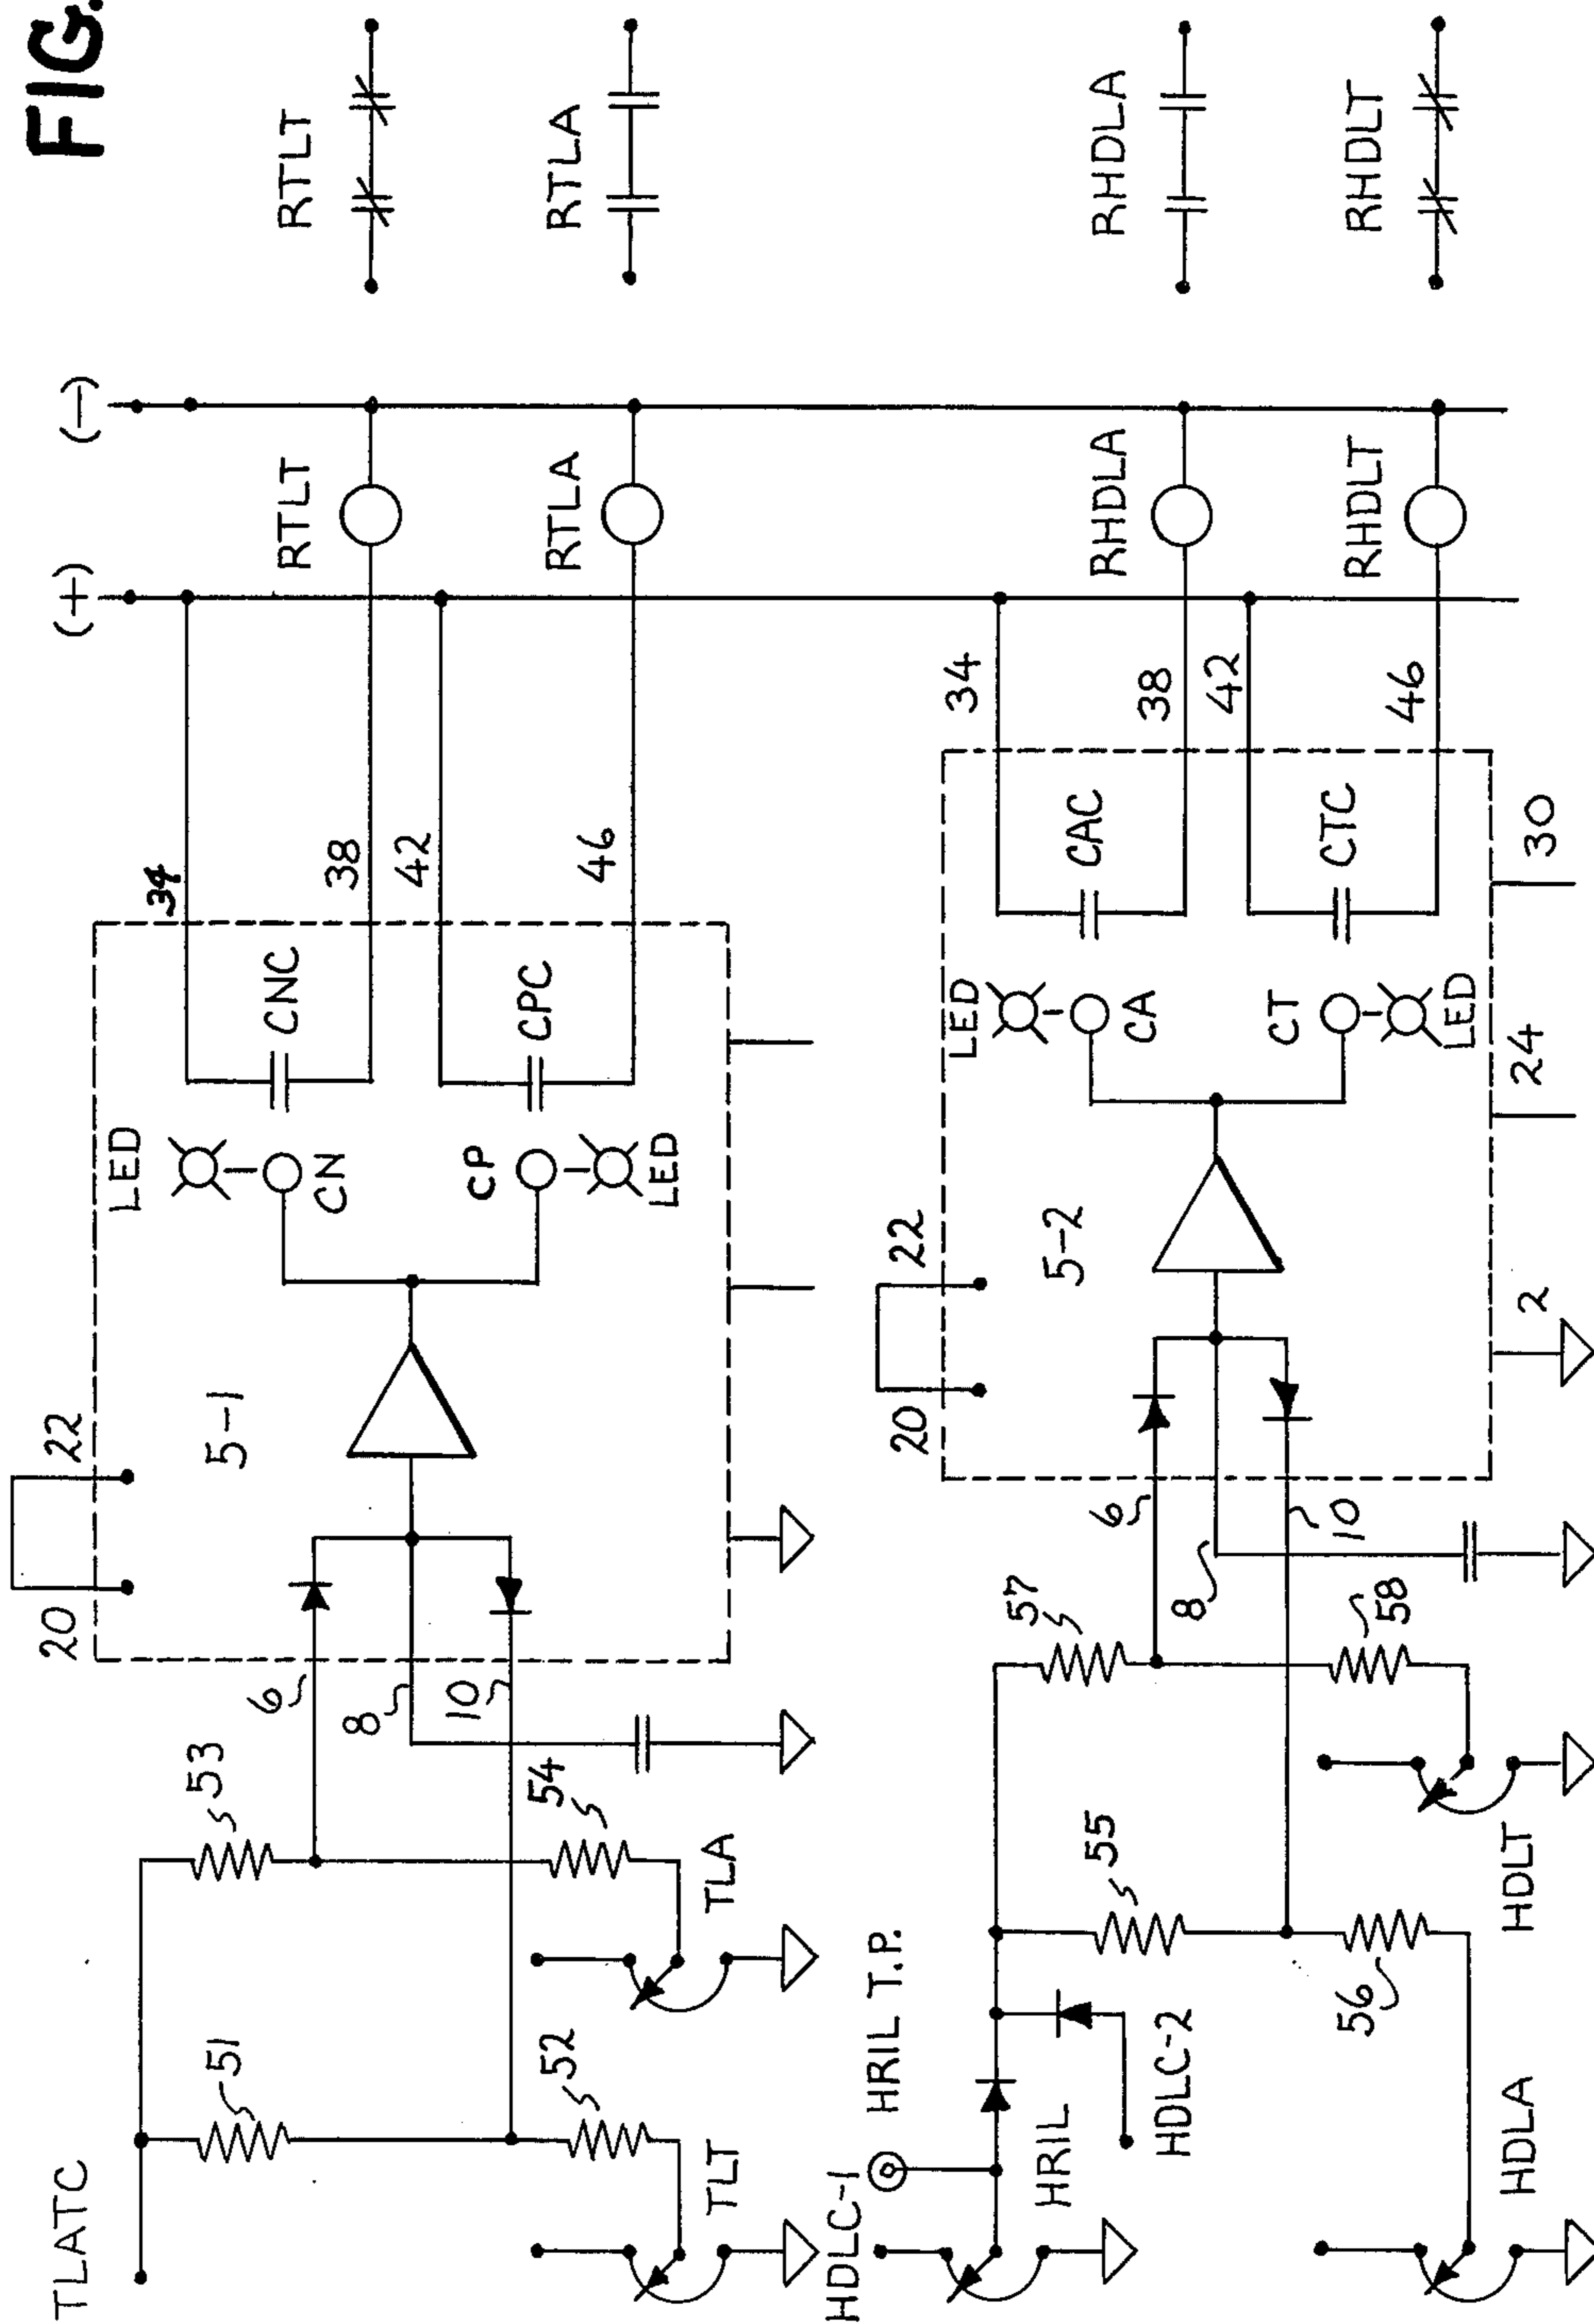 FIG.
RTLT
RTLA
RHDLA
RHDLT
(+)
(−)
RTLT
RTLA
RHDLA
RHDLT
34
38
42
46
34
38
42
46
20
22
5-1
LED
CN
CNC
CP
LED
CPC
20
22
5-2
LED
CA
CAC
CT
LED
CTC
6
8
10
6
8
10
2
24
30
TLATC
51
53
52
54
TLT
TLA
HDLC-1
HRIL T.P.
HRIL
HDLC-2
55
57
56
58
HDLA
HDLT